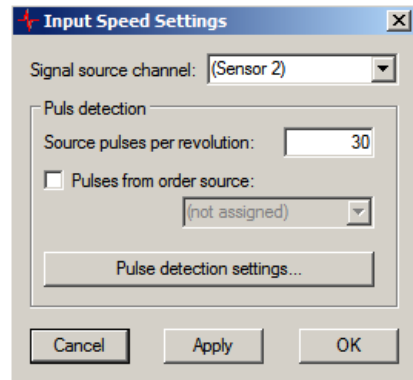 Input Speed Settings
Signal source channel: (Sensor 2)
Puls detection
Source pulses per revolution: 30
Pulses from order source:
(not assigned)
Pulse detection settings...
Cancel Apply OK